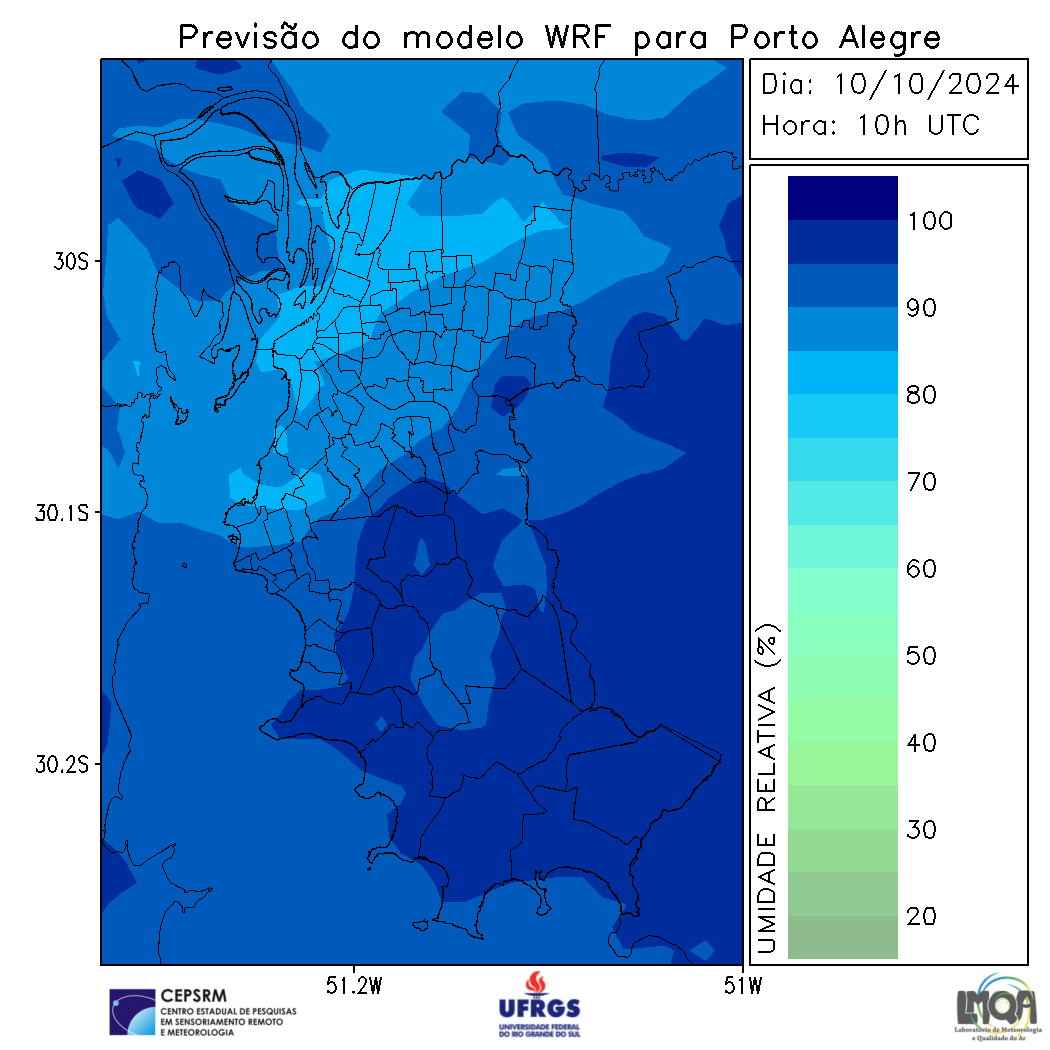 Previsão do modelo WRF para Porto Alegre
Dia: 10/10/2024
Hora: 10h UTC
30S
30.1S
30.2S
51.2W
51W
UMIDADE RELATIVA (%)
100
90
80
70
60
50
40
30
20
CEPSRM
CENTRO ESTADUAL DE PESQUISAS
EM SENSORIAMENTO REMOTO
E METEOROLOGIA
UFRGS
UNIVERSIDADE FEDERAL
DO RIO GRANDE DO SUL
LMQA
Laboratório de Meteorologia
e Qualidade do Ar